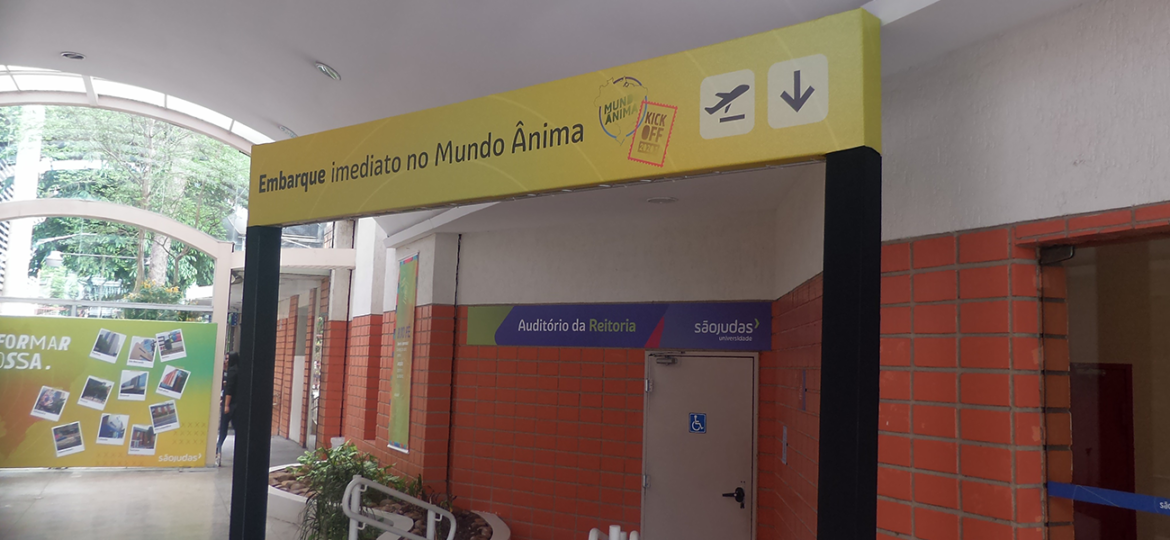 Embarque imediato no Mundo Ânima
MUNDO
ÂNIMA
KICK
OFF
Auditório da Reitoria
sãojudas
universidade
FORMAR
OSSA.
sãojudas